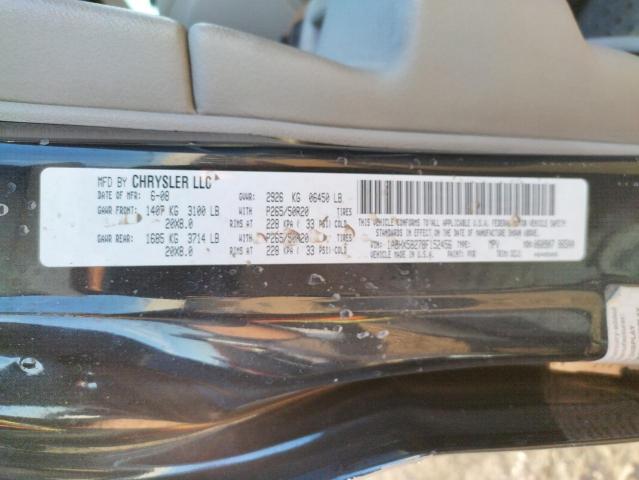 MFD BY CHRYSLER LLC
DATE OF MFR 6-08 GVWR: 2926 KG 06450 LB
GAWR FRONT 1407 KG 3100 LB WITH P265/50R20 TIRES
20X8.0 RIMS AT 228 KPA ( 33 PSI) COLD
GAWR REAR 1685 KG 3714 LB WITH P265/50R20 TIRES
20X8.0 RIMS AT 228 KPA ( 33 PSI) COLD
THIS VEHICLE CONFORMS TO ALL APPLICABLE U.S.A. FEDERAL MOTOR VEHICLE SAFETY
STANDARDS IN EFFECT ON THE DATE OF MANUFACTURE SHOWN ABOVE.
VIN: TYPE: MPV
VEHICLE MADE IN U.S.A. PAINT: TRIM: